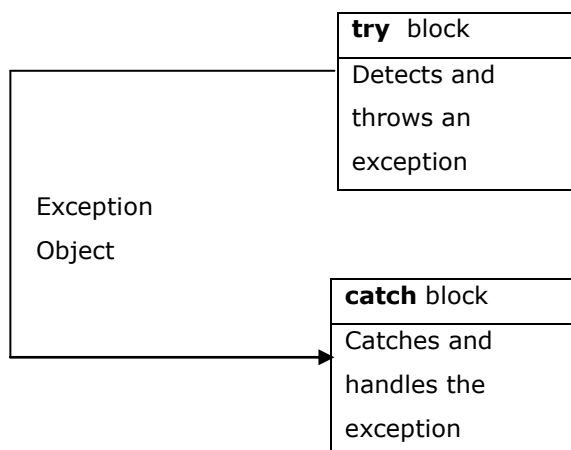 try block
Detects and
throws an
exception
Exception
Object
catch block
Catches and
handles the
exception